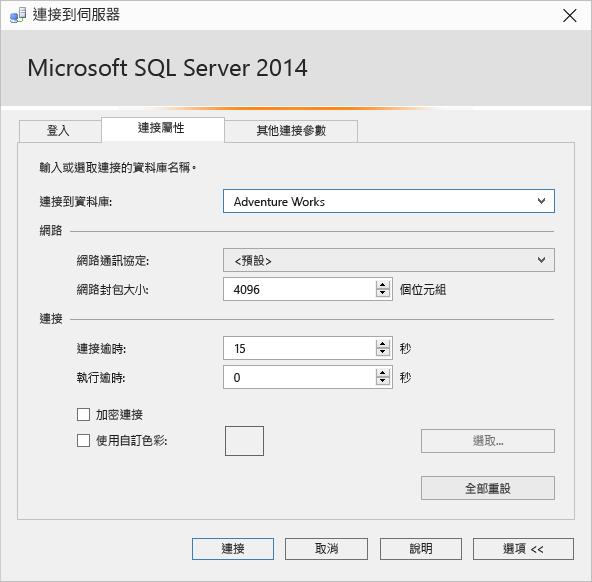 連接到伺服器
Microsoft SQL Server 2014
登入 連接屬性 其他連接參數
輸入或選取連接的資料庫名稱。
連接到資料庫: Adventure Works
網路
網路通訊協定: <預設>
網路封包大小: 4096 個位元組
連接
連接逾時: 15 秒
執行逾時: 0 秒
加密連接
使用自訂色彩: 選取...
全部重設
連接 取消 說明 選項 <<